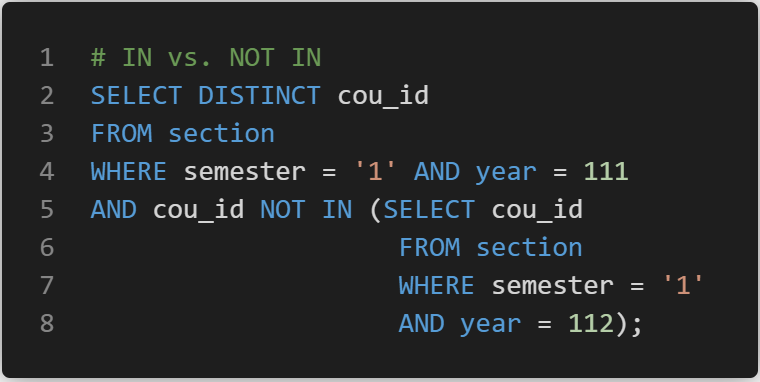 1 # IN vs. NOT IN
2 SELECT DISTINCT cou_id
3 FROM section
4 WHERE semester = '1' AND year = 111
5 AND cou_id NOT IN (SELECT cou_id
6 FROM section
7 WHERE semester = '1'
8 AND year = 112);